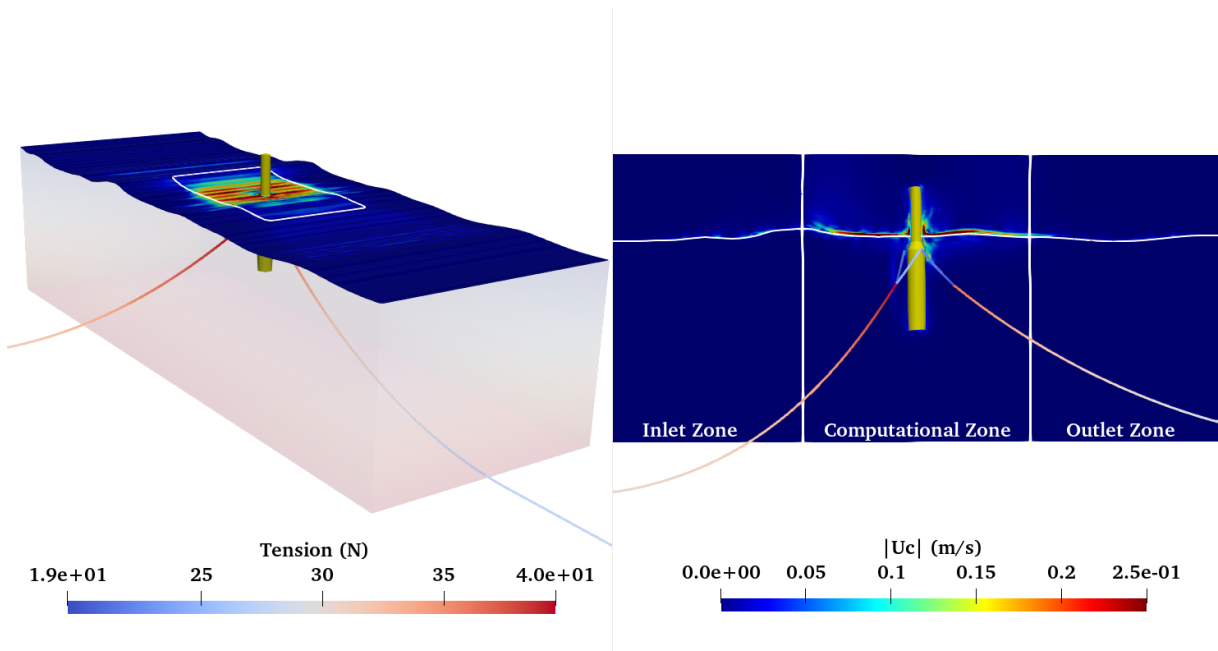 Inlet Zone Computational Zone Outlet Zone
Tension (N)
1.9e+01 25 30 35 4.0e+01
|Uc| (m/s)
0.0e+00 0.05 0.1 0.15 0.2 2.5e-01